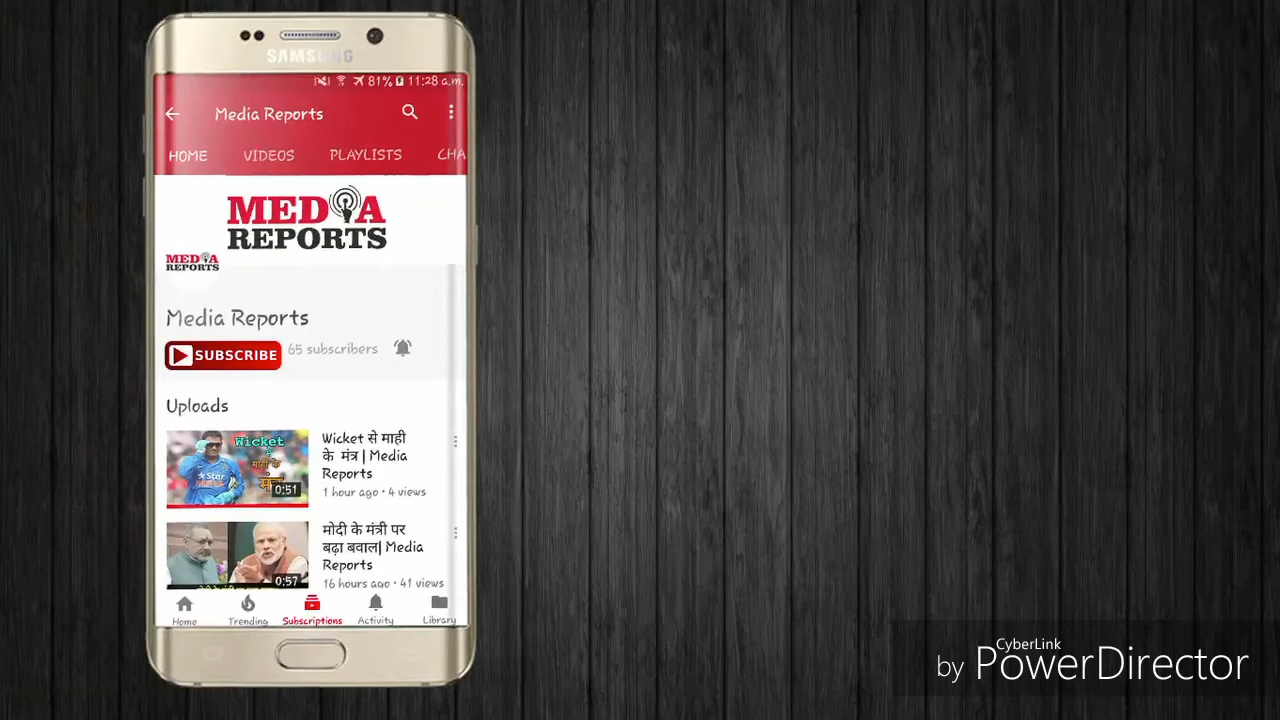 SAMSUNG
81% 11:28 a.m.
Media Reports
HOME VIDEOS PLAYLISTS CHA
MEDIA
REPORTS
MEDIA
REPORTS
Media Reports
SUBSCRIBE 65 subscribers
Uploads
Wicket
माही के
मंत्र
0:51
Wicket से माही
के मंत्र | Media
Reports
1 hour ago • 4 views
0:57
मोदी के मंत्री पर
बढ़ा बवाल| Media
Reports
16 hours ago • 41 views
Home Trending Subscriptions Activity Library
CyberLink
by PowerDirector